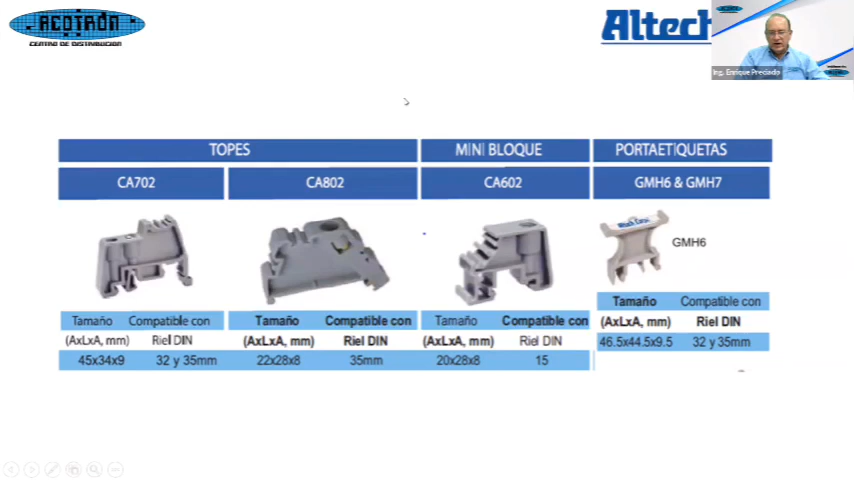 ACOTRÓN
CENTRO DE DISTRIBUCIÓN
Altech
Ing. Enrique Preciado
TOPES
MINI BLOQUE
PORTAETIQUETAS
CA702
CA802
CA602
GMH6 & GMH7
GMH6
Tamaño Compatible con
(AxLxA, mm) Riel DIN
45x34x9 32 y 35mm
Tamaño Compatible con
(AxLxA, mm) Riel DIN
22x28x8 35mm
Tamaño Compatible con
(AxLxA, mm) Riel DIN
20x28x8 15
Tamaño Compatible con
(AxLxA, mm) Riel DIN
46.5x44.5x9.5 32 y 35mm